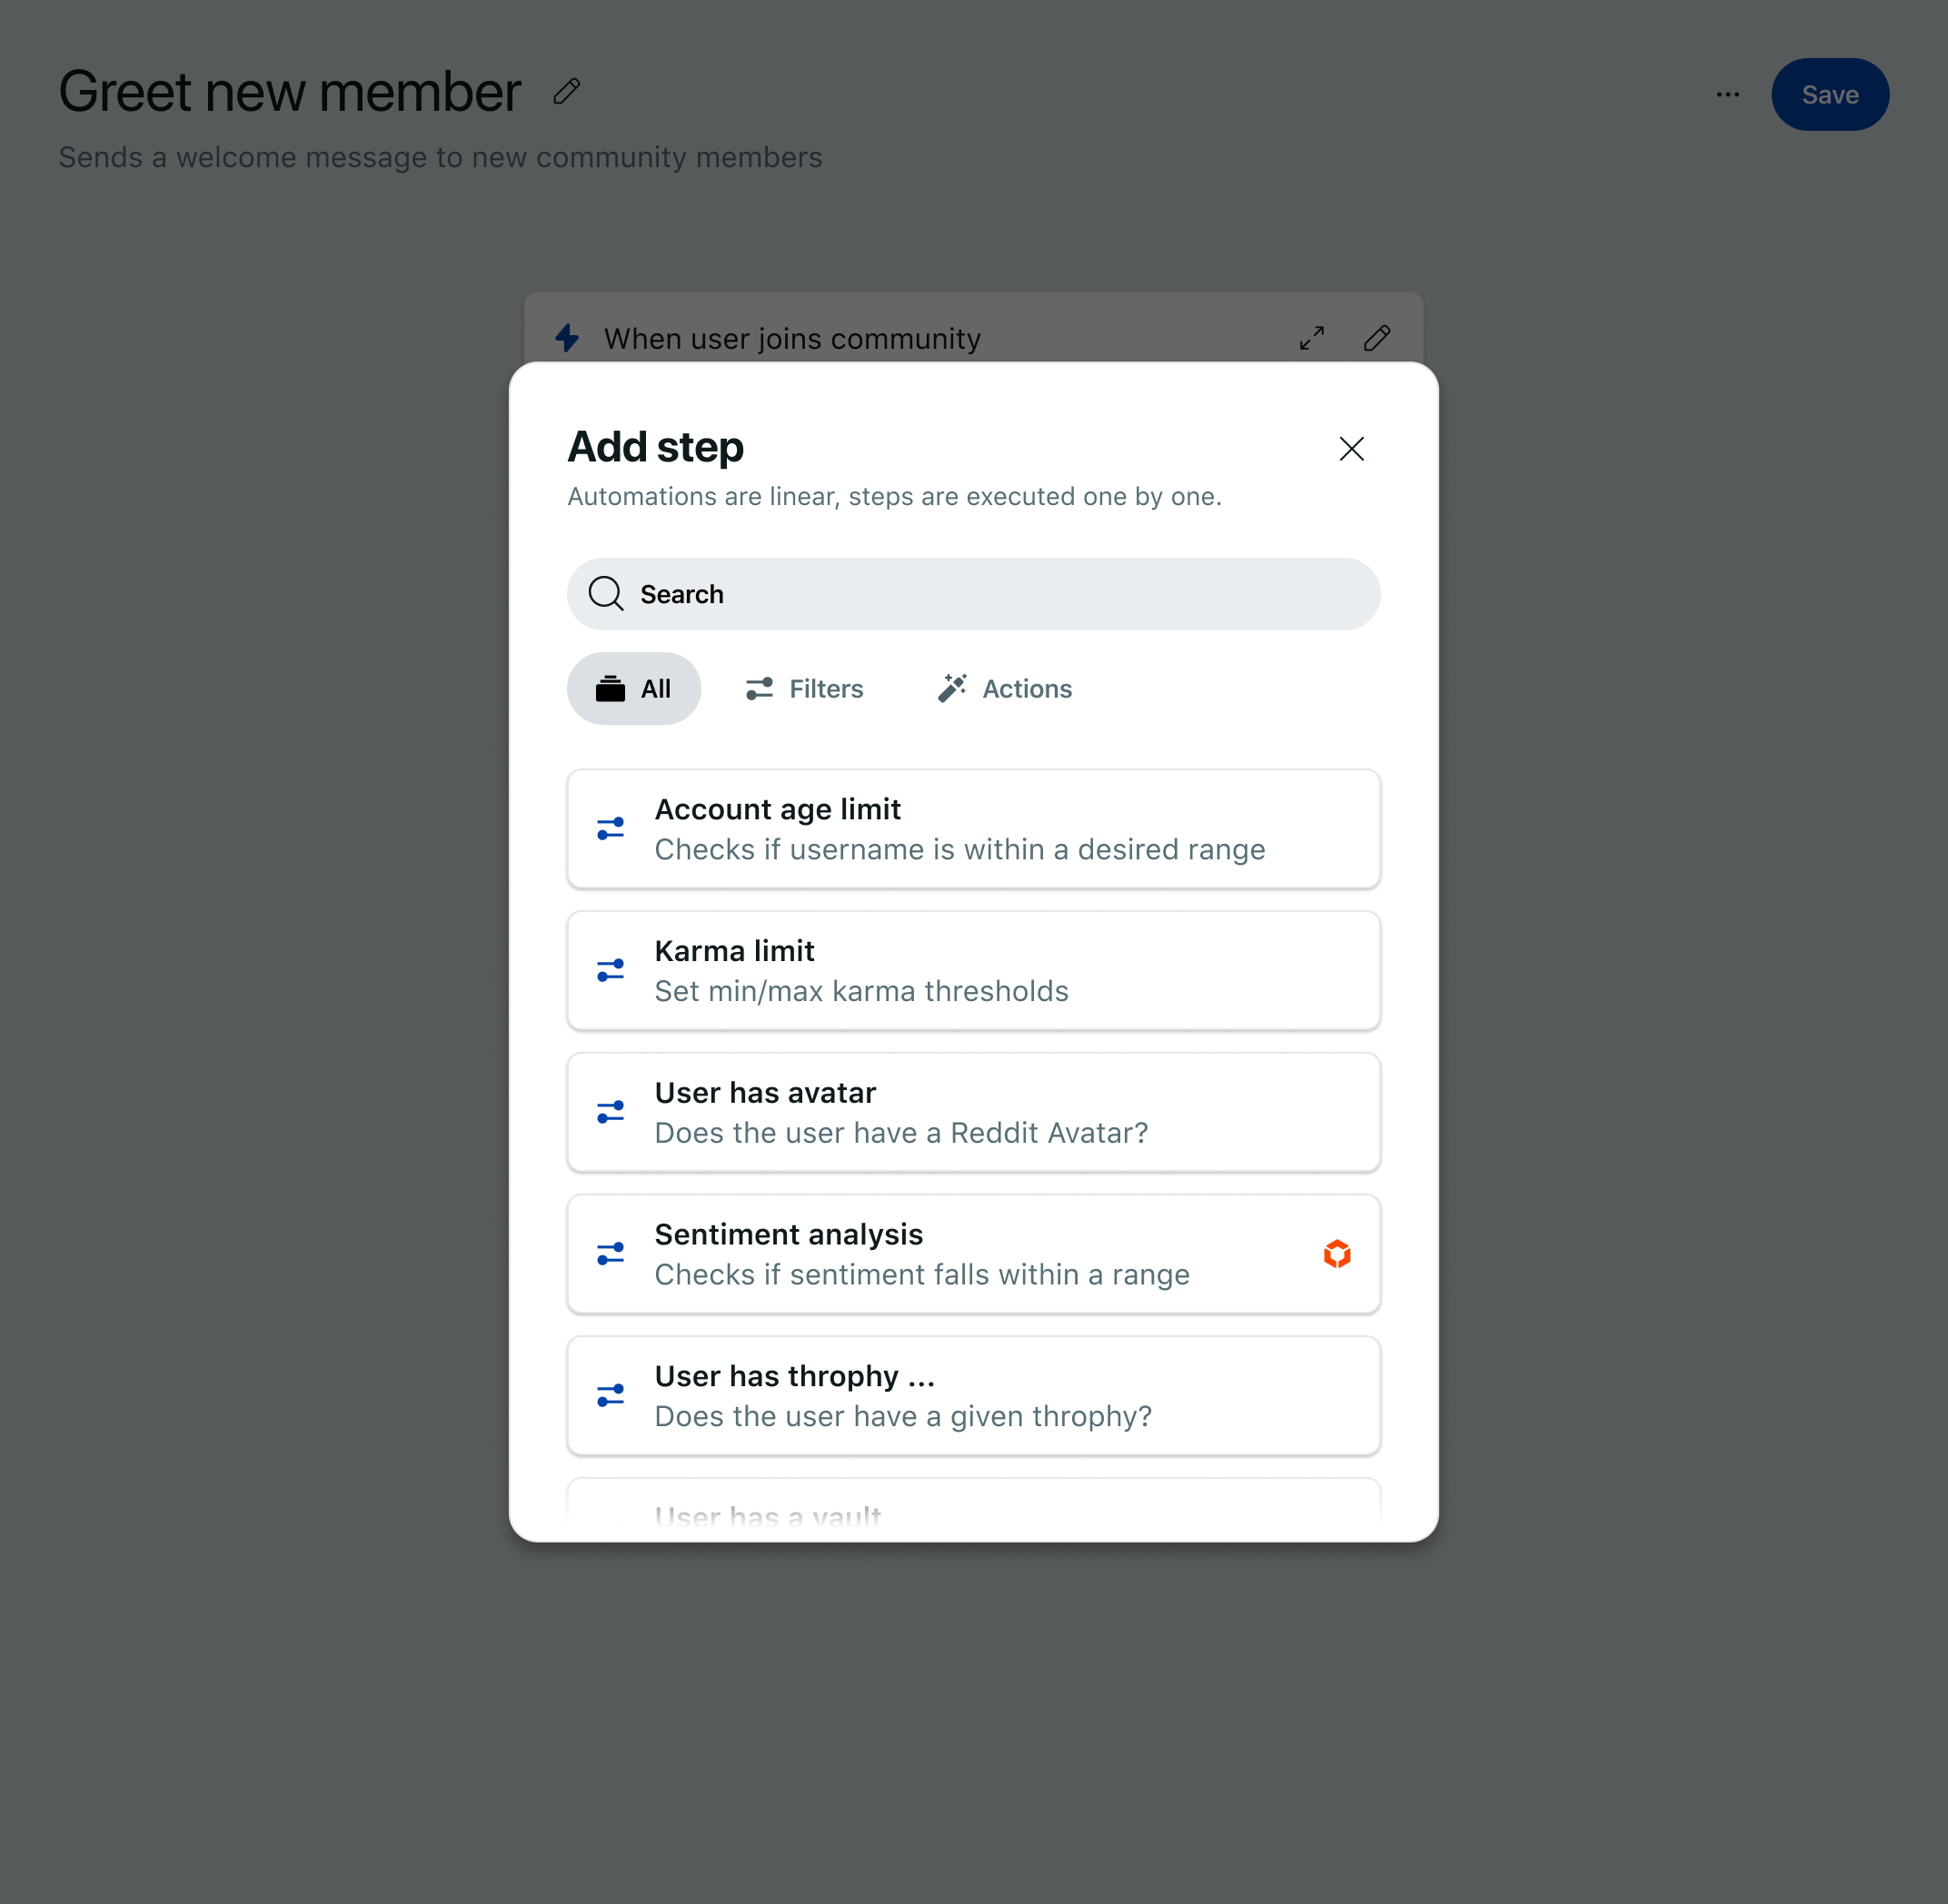 Greet new member
Save
Sends a welcome message to new community members
When user joins community
Add step
Automations are linear, steps are executed one by one.
Search
All
Filters
Actions
Account age limit
Checks if username is within a desired range
Karma limit
Set min/max karma thresholds
User has avatar
Does the user have a Reddit Avatar?
Sentiment analysis
Checks if sentiment falls within a range
User has throphy ...
Does the user have a given throphy?
User has a vault